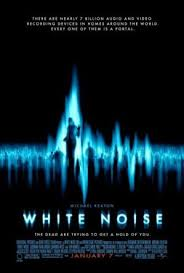 THERE ARE NEARLY 7 BILLION AUDIO AND VIDEO
RECORDING DEVICES IN HOMES AROUND THE WORLD.
EVERY ONE OF THEM IS A PORTAL.
MICHAEL KEATON
WHITE NOISE
THE DEAD ARE TRYING TO GET A HOLD OF YOU.
JANUARY 7